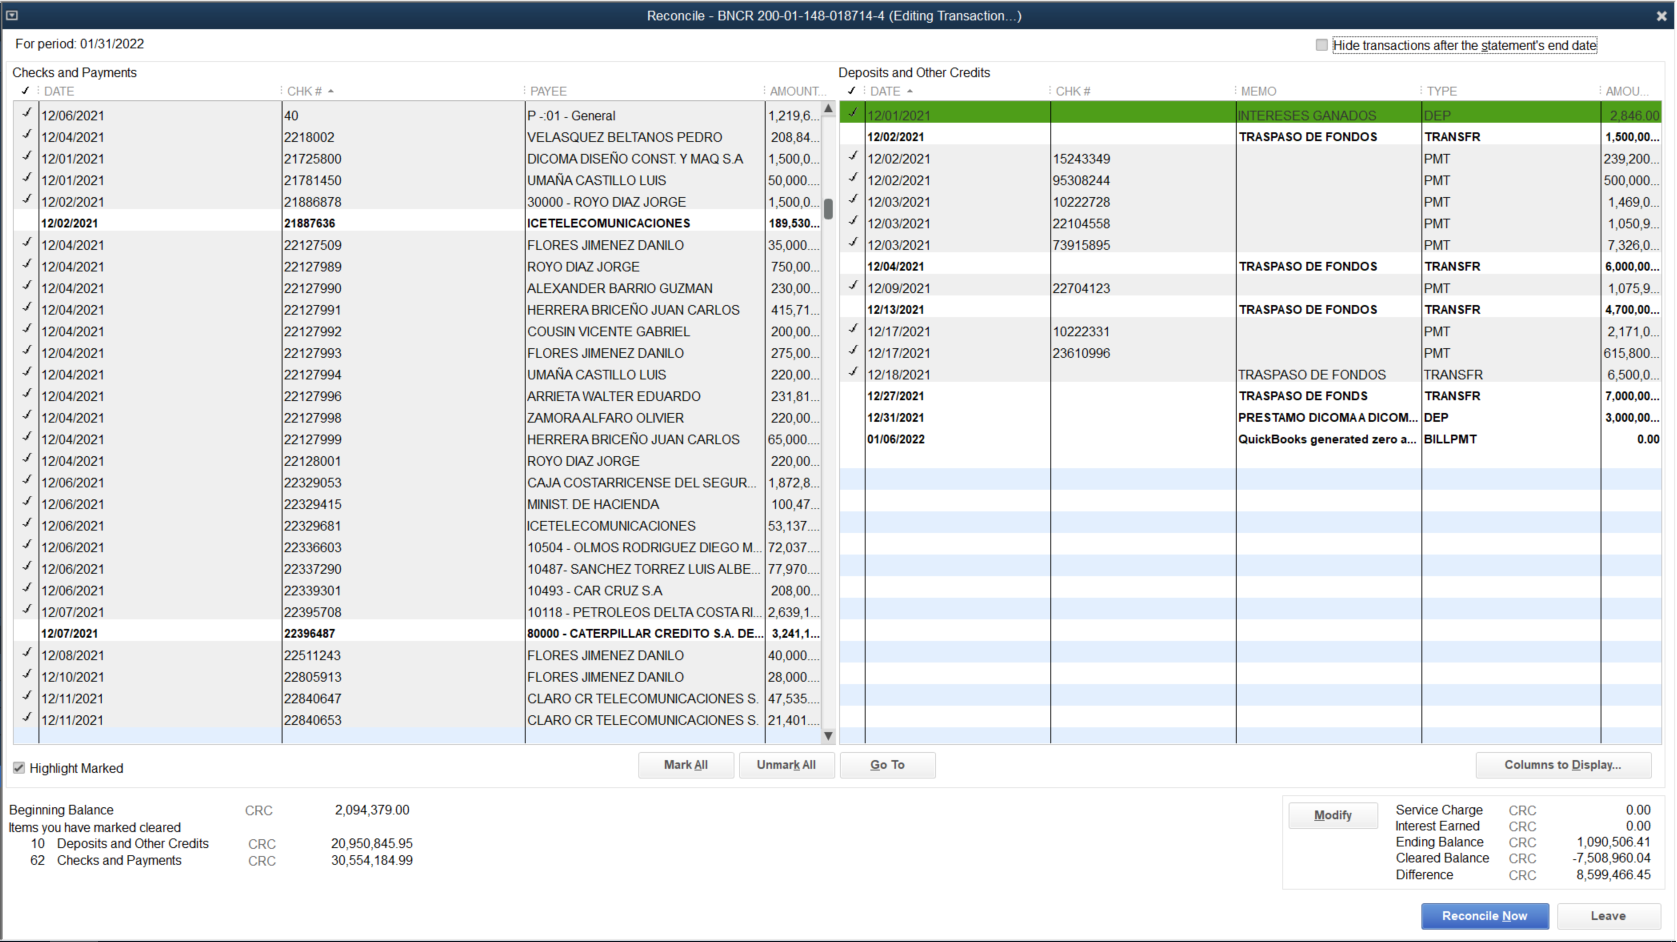 Reconcile - BNCR 200-01-148-018714-4 (Editing Transaction...)
For period: 01/31/2022
Hide transactions after the statement's end date
Checks and Payments
✓ DATE CHK # PAYEE AMOUNT...
✓ 12/06/2021 40 P -:01 - General 1,219,6...
✓ 12/04/2021 2218002 VELASQUEZ BELTANOS PEDRO 208,84...
✓ 12/01/2021 21725800 DICOMA DISEÑO CONST. Y MAQ S.A 1,500,0...
✓ 12/01/2021 21781450 UMAÑA CASTILLO LUIS 50,000....
✓ 12/02/2021 21886878 30000 - ROYO DIAZ JORGE 1,500,0...
12/02/2021 21887636 ICETELECOMUNICACIONES 189,530...
✓ 12/04/2021 22127509 FLORES JIMENEZ DANILO 35,000....
✓ 12/04/2021 22127989 ROYO DIAZ JORGE 750,00...
✓ 12/04/2021 22127990 ALEXANDER BARRIO GUZMAN 230,00...
✓ 12/04/2021 22127991 HERRERA BRICEÑO JUAN CARLOS 415,71...
✓ 12/04/2021 22127992 COUSIN VICENTE GABRIEL 200,00...
✓ 12/04/2021 22127993 FLORES JIMENEZ DANILO 275,00...
✓ 12/04/2021 22127994 UMAÑA CASTILLO LUIS 220,00...
✓ 12/04/2021 22127996 ARRIETA WALTER EDUARDO 231,81...
✓ 12/04/2021 22127998 ZAMORA ALFARO OLIVIER 220,00...
✓ 12/04/2021 22127999 HERRERA BRICEÑO JUAN CARLOS 65,000....
✓ 12/04/2021 22128001 ROYO DIAZ JORGE 220,00...
✓ 12/06/2021 22329053 CAJA COSTARRICENSE DEL SEGUR... 1,872,8...
✓ 12/06/2021 22329415 MINIST. DE HACIENDA 100,47...
✓ 12/06/2021 22329681 ICETELECOMUNICACIONES 53,137....
✓ 12/06/2021 22336603 10504 - OLMOS RODRIGUEZ DIEGO M... 72,037....
✓ 12/06/2021 22337290 10487- SANCHEZ TORREZ LUIS ALBE... 77,970....
✓ 12/06/2021 22339301 10493 - CAR CRUZ S.A 208,00...
✓ 12/07/2021 22395708 10118 - PETROLEOS DELTA COSTA RI... 2,639,1...
12/07/2021 22396487 80000 - CATERPILLAR CREDITO S.A. DE... 3,241,1...
✓ 12/08/2021 22511243 FLORES JIMENEZ DANILO 40,000....
✓ 12/10/2021 22805913 FLORES JIMENEZ DANILO 28,000....
✓ 12/11/2021 22840647 CLARO CR TELECOMUNICACIONES S. 47,535....
✓ 12/11/2021 22840653 CLARO CR TELECOMUNICACIONES S. 21,401....
Deposits and Other Credits
✓ DATE CHK # MEMO TYPE AMOU...
✓ 12/01/2021 INTERESES GANADOS DEP 2,846.00
12/02/2021 TRASPASO DE FONDOS TRANSFR 1,500,00...
✓ 12/02/2021 15243349 PMT 239,200...
✓ 12/02/2021 95308244 PMT 500,000...
✓ 12/03/2021 10222728 PMT 1,469,0...
✓ 12/03/2021 22104558 PMT 1,050,9...
✓ 12/03/2021 73915895 PMT 7,326,0...
12/04/2021 TRASPASO DE FONDOS TRANSFR 6,000,00...
✓ 12/09/2021 22704123 PMT 1,075,9...
12/13/2021 TRASPASO DE FONDOS TRANSFR 4,700,00...
✓ 12/17/2021 10222331 PMT 2,171,0...
✓ 12/17/2021 23610996 PMT 615,800...
✓ 12/18/2021 TRASPASO DE FONDOS TRANSFR 6,500,0...
12/27/2021 TRASPASO DE FONDS TRANSFR 7,000,00...
12/31/2021 PRESTAMO DICOMA A DICOM... DEP 3,000,00...
01/06/2022 QuickBooks generated zero a... BILLPMT 0.00
Highlight Marked
Mark All
Unmark All
Go To
Columns to Display...
Beginning Balance CRC 2,094,379.00
Items you have marked cleared
10 Deposits and Other Credits CRC 20,950,845.95
62 Checks and Payments CRC 30,554,184.99
Modify
Service Charge CRC 0.00
Interest Earned CRC 0.00
Ending Balance CRC 1,090,506.41
Cleared Balance CRC -7,508,960.04
Difference CRC 8,599,466.45
Reconcile Now
Leave